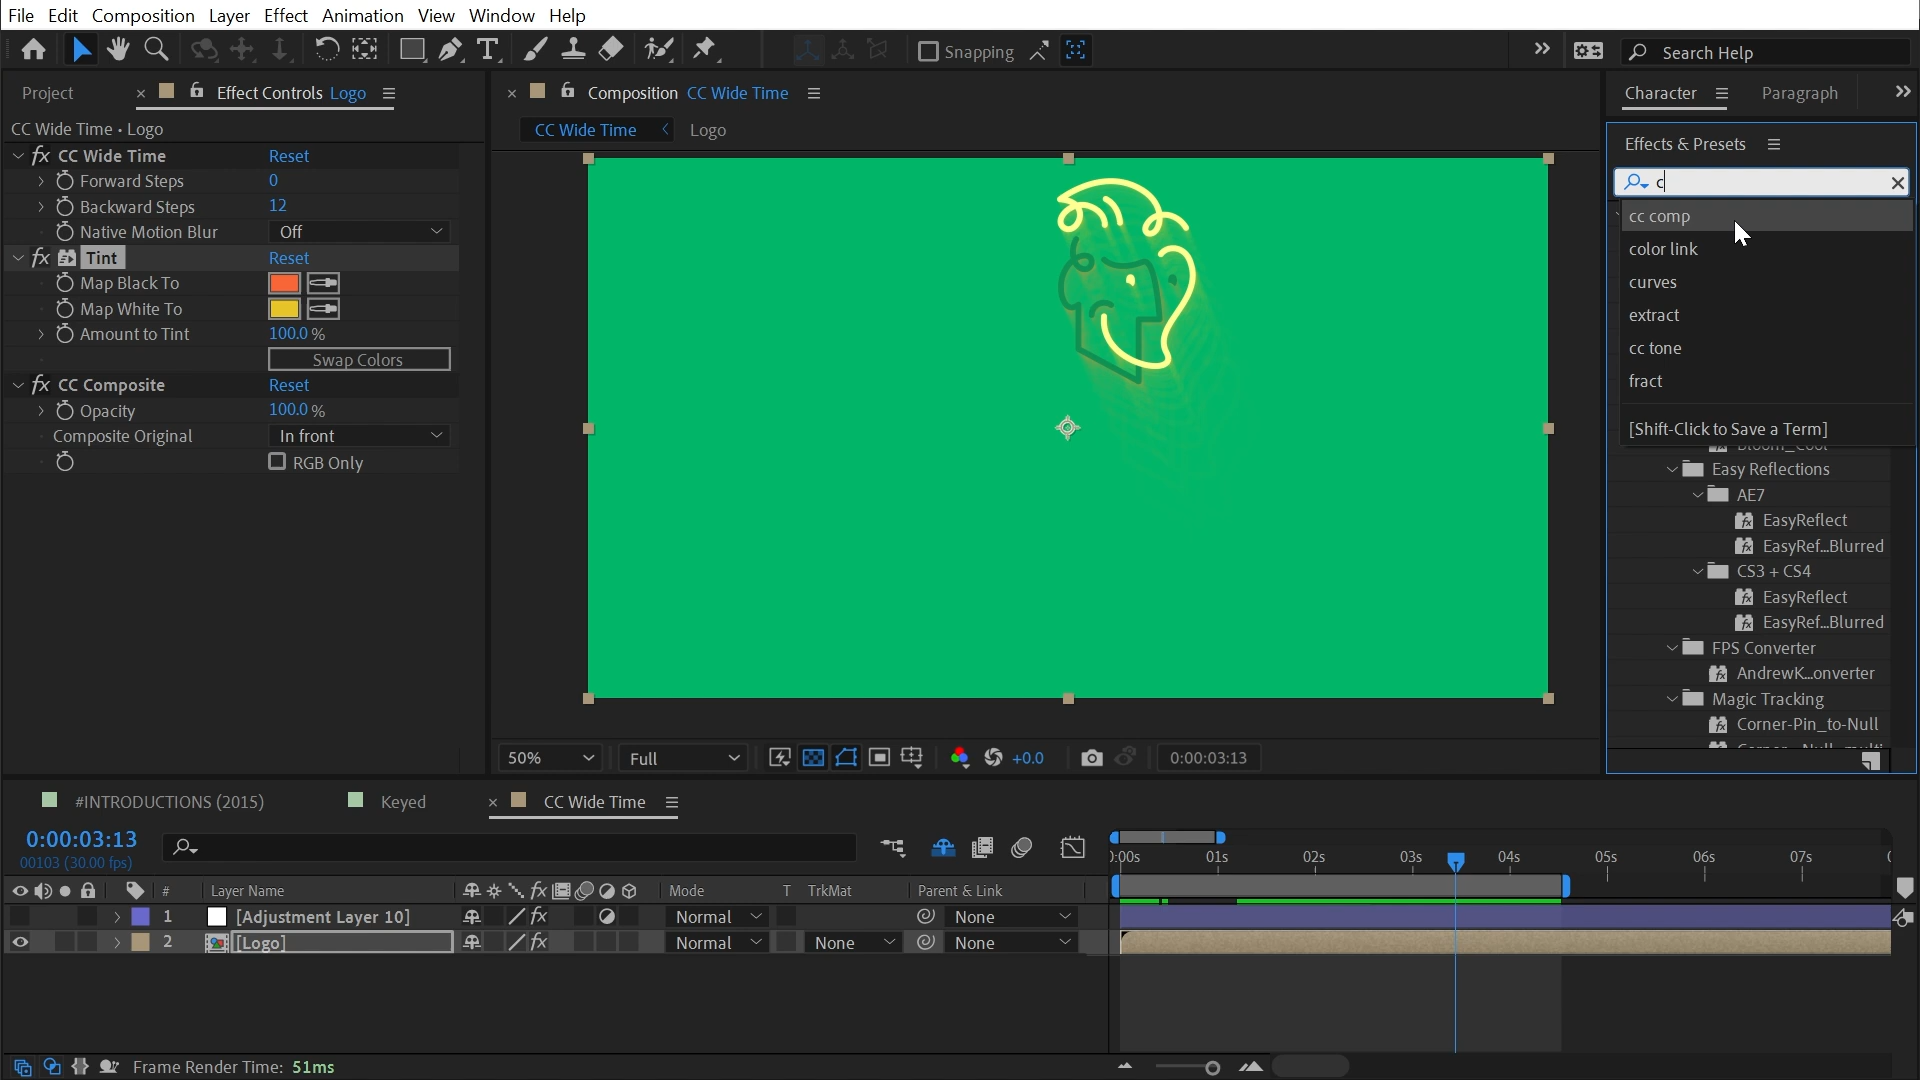 File Edit Composition Layer Effect Animation View Window Help
Snapping
Search Help
Project
Effect Controls Logo
Composition CC Wide Time
Character
Paragraph
CC Wide Time • Logo
CC Wide Time
Logo
Effects & Presets
CC Wide Time Reset
Forward Steps 0
Backward Steps 12
Native Motion Blur Off
Tint Reset
Map Black To
Map White To
Amount to Tint 100.0 %
Swap Colors
CC Composite Reset
Opacity 100.0 %
Composite Original In front
RGB Only
c
cc comp
color link
curves
extract
cc tone
fract
[Shift-Click to Save a Term]
Easy Reflections
AE7
EasyReflect
EasyRef...Blurred
CS3 + CS4
EasyReflect
EasyRef...Blurred
FPS Converter
AndrewK...onverter
Magic Tracking
Corner-Pin_to-Null
50%
Full
+0.0
0:00:03:13
#INTRODUCTIONS (2015)
Keyed
CC Wide Time
0:00:03:13
00103 (30.00 fps)
0:00s 01s 02s 03s 04s 05s 06s 07s
# Layer Name Mode T TrkMat Parent & Link
1 [Adjustment Layer 10] Normal None
2 [Logo] Normal None None
Frame Render Time: 51ms